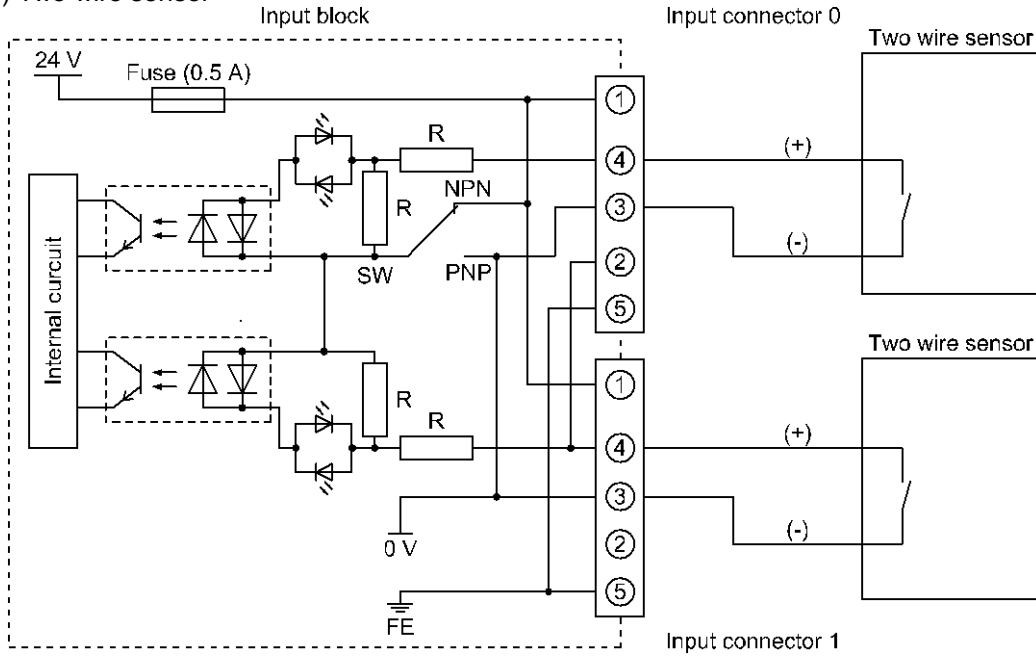 ) Two wire sensor
Input block
Input connector 0
Two wire sensor
24 V
Fuse (0.5 A)
1
R
4
(+)
NPN
R
3
(-)
SW
PNP
2
5
Internal curcuit
Two wire sensor
1
R
R
4
(+)
3
(-)
0 V
2
5
FE
Input connector 1